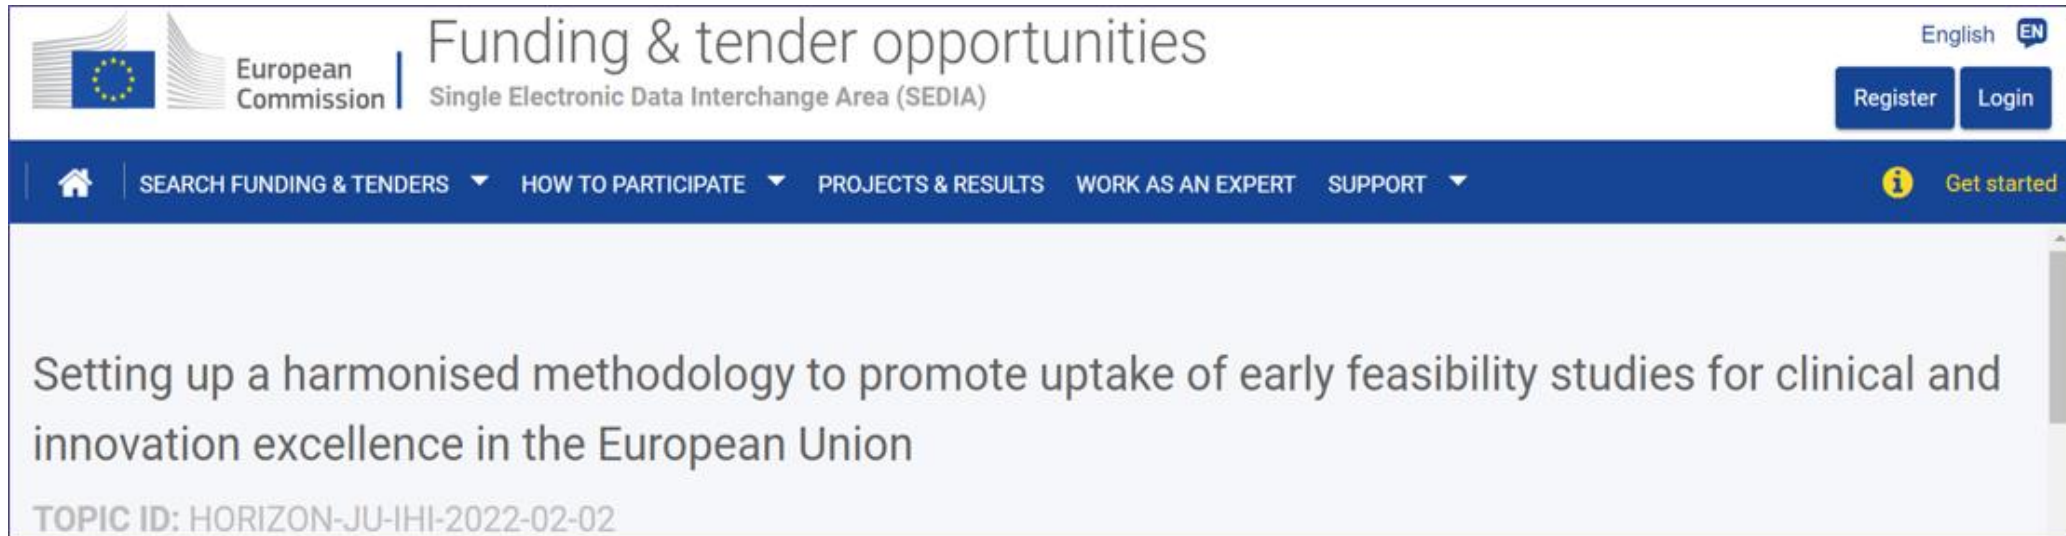 European
Commission
Funding & tender opportunities
Single Electronic Data Interchange Area (SEDIA)
English EN
Register Login
SEARCH FUNDING & TENDERS HOW TO PARTICIPATE PROJECTS & RESULTS WORK AS AN EXPERT SUPPORT i Get started
Setting up a harmonised methodology to promote uptake of early feasibility studies for clinical and
innovation excellence in the European Union
TOPIC ID: HORIZON-JU-IHI-2022-02-02